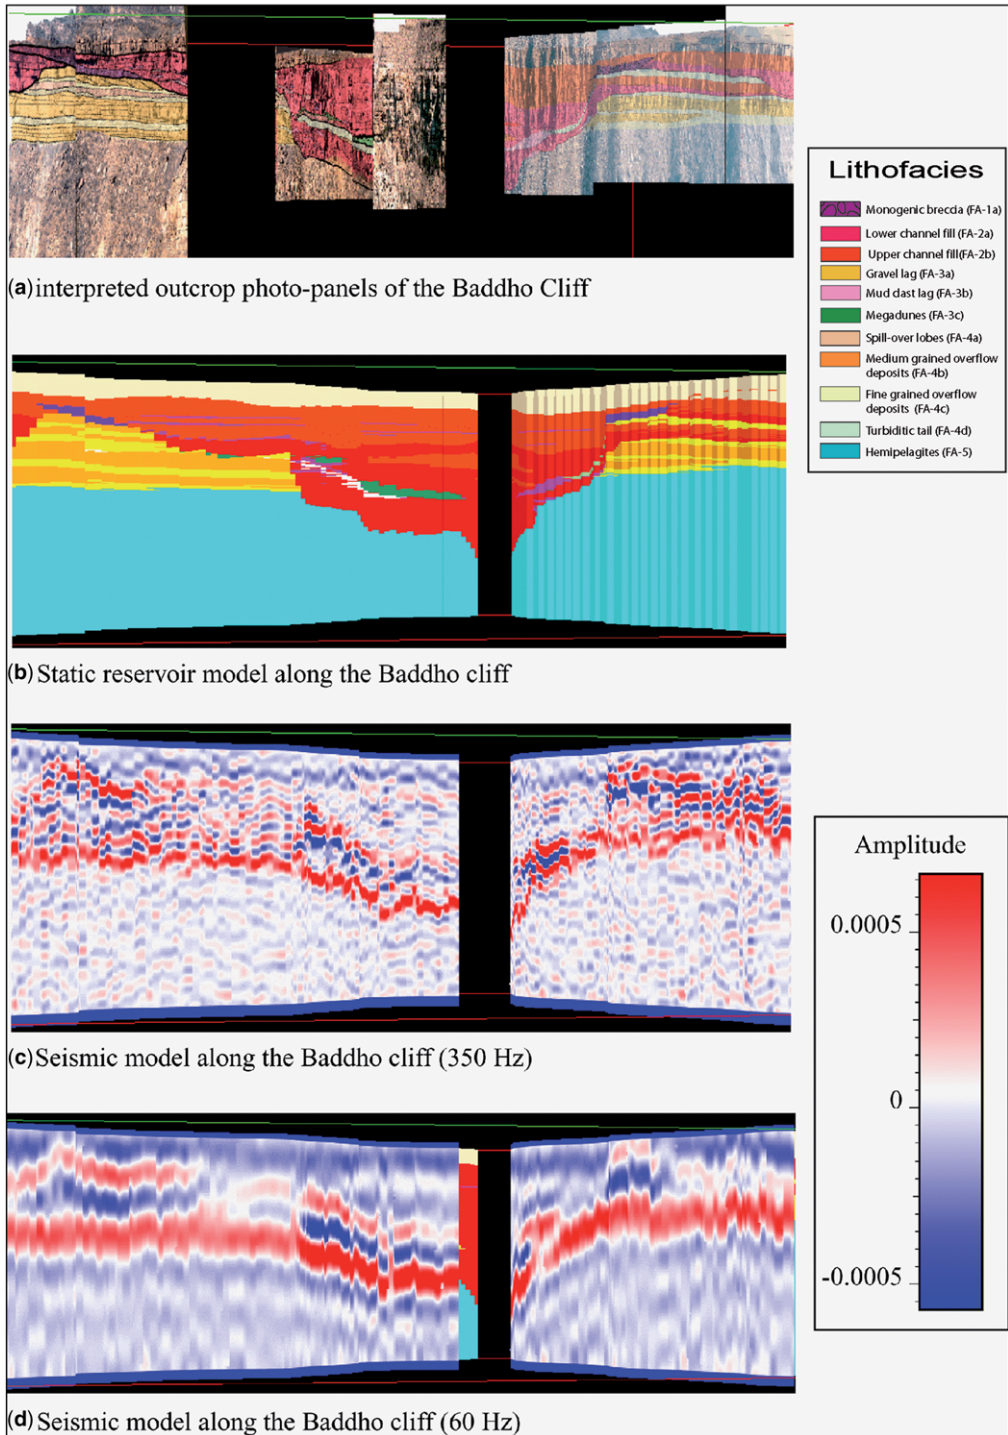 (a) interpreted outcrop photo-panels of the Baddho Cliff
Lithofacies
Monogenic breccia (FA-1a)
Lower channel fill (FA-2a)
Upper channel fill(FA-2b)
Gravel lag (FA-3a)
Mud clast lag (FA-3b)
Megadunes (FA-3c)
Spill-over lobes (FA-4a)
Medium grained overflow
deposits (FA-4b)
Fine grained overflow
deposits (FA-4c)
Turbiditic tail (FA-4d)
Hemipelagites (FA-5)
(b) Static reservoir model along the Baddho cliff
(c) Seismic model along the Baddho cliff (350 Hz)
Amplitude
0.0005
0
-0.0005
(d) Seismic model along the Baddho cliff (60 Hz)